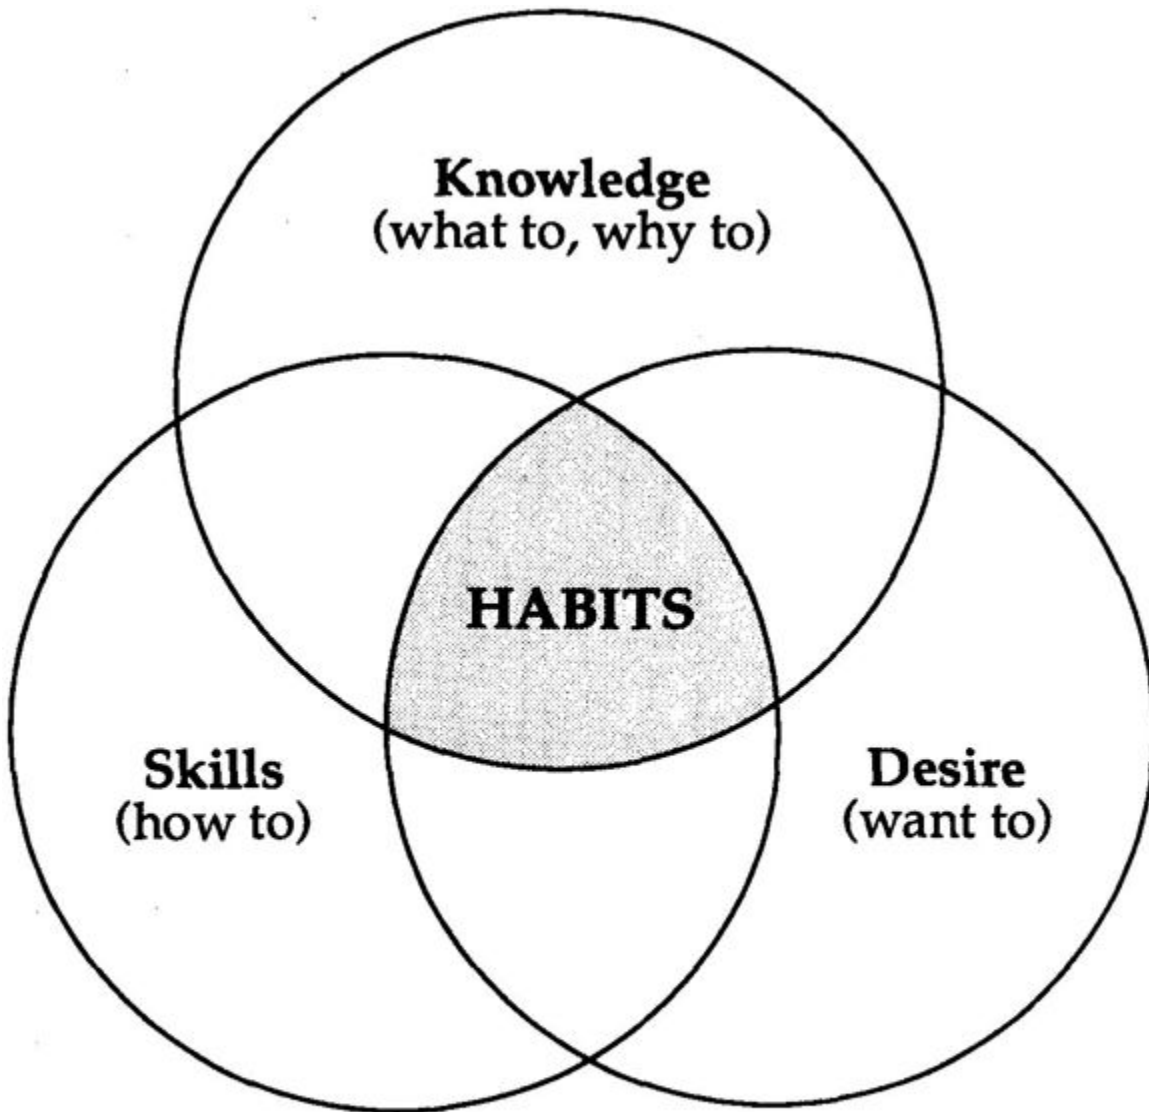 Knowledge
(what to, why to)
HABITS
Skills
(how to)
Desire
(want to)